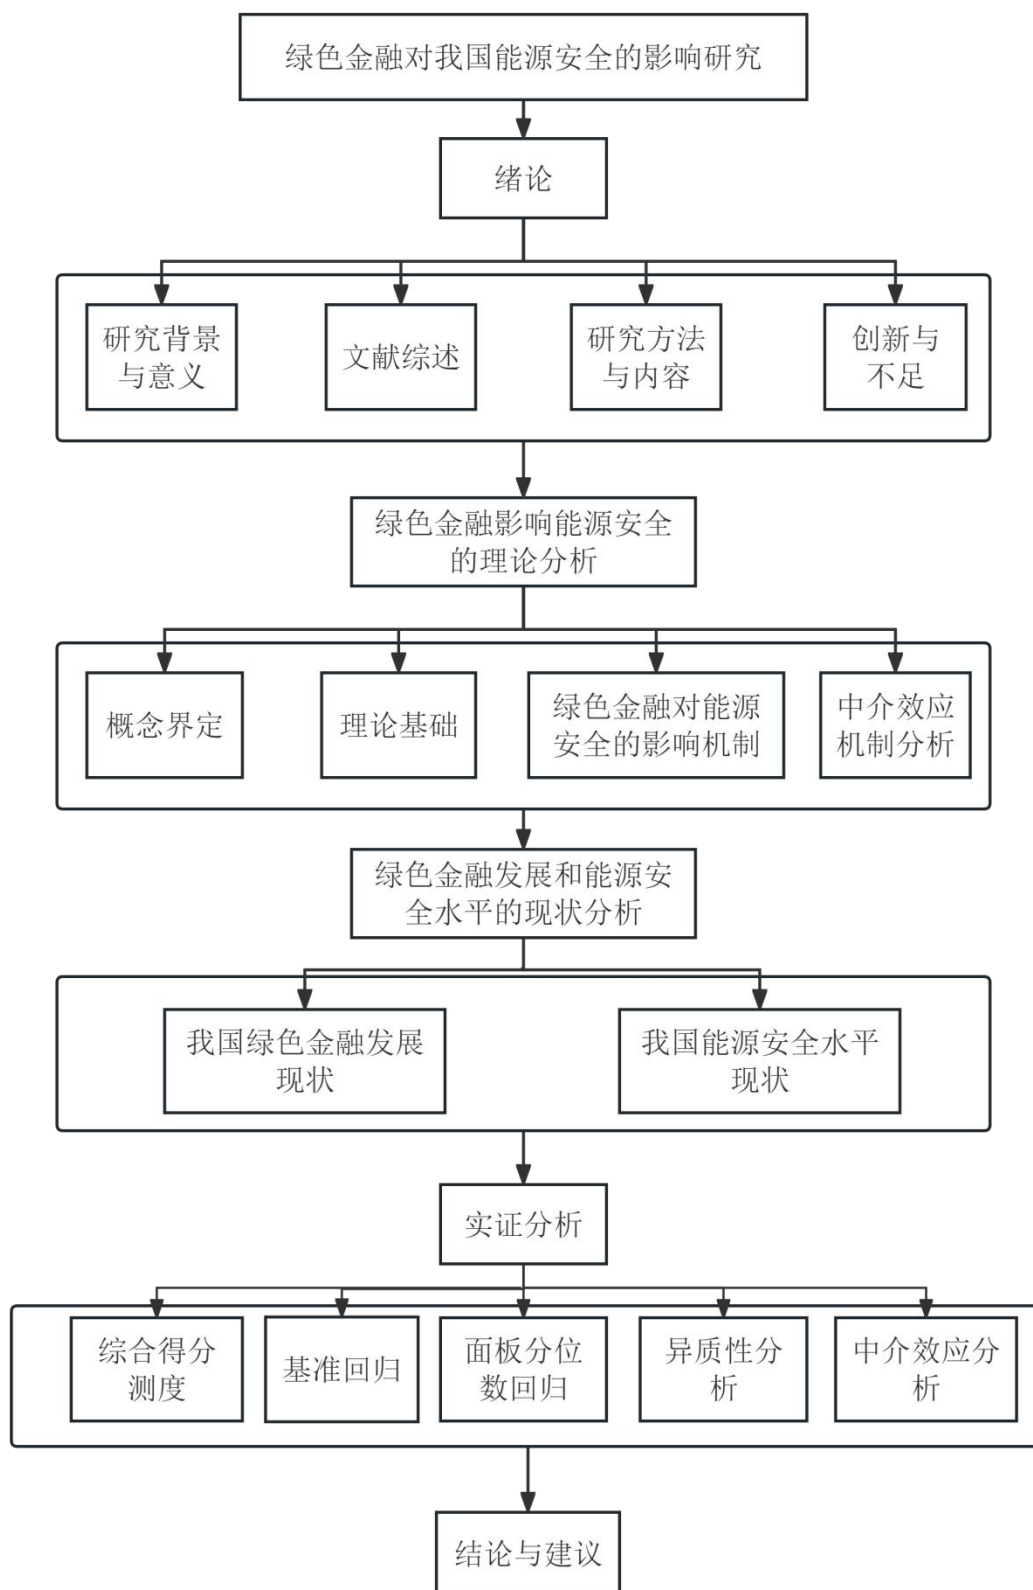 绿色金融对我国能源安全的影响研究
绪论
研究背景
与意义
文献综述
研究方法
与内容
创新与
不足
绿色金融影响能源安全
的理论分析
概念界定
理论基础
绿色金融对能源
安全的影响机制
中介效应
机制分析
绿色金融发展和能源安
全水平的现状分析
我国绿色金融发展
现状
我国能源安全水平
现状
实证分析
综合得分
测度
基准回归
面板分位
数回归
异质性分
析
中介效应分
析
结论与建议